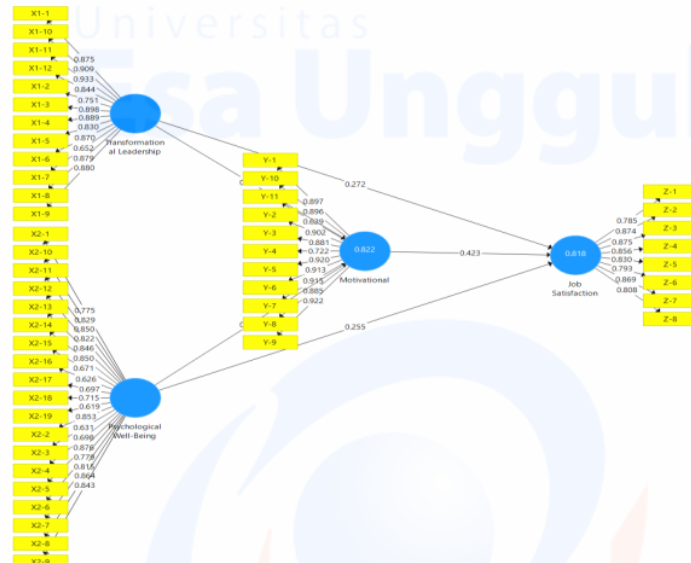 Universitas
Esa Unggul
X1-1
X1-10
X1-11
X1-12
X1-2
X1-3
X1-4
X1-5
X1-6
X1-7
X1-8
X1-9
0.875
0.909
0.933
0.844
0.751
0.898
0.889
0.830
0.870
0.652
0.879
0.880
Transformation
al Leadership
X2-1
X2-10
X2-11
X2-12
X2-13
X2-14
X2-15
X2-16
X2-17
X2-18
X2-19
X2-2
X2-3
X2-4
X2-5
X2-6
X2-7
X2-8
X2-9
0.775
0.829
0.850
0.822
0.846
0.850
0.671
0.626
0.697
0.715
0.619
0.853
0.631
0.698
0.876
0.779
0.815
0.864
0.843
Psychological
Well-Being
Y-1
Y-10
Y-11
Y-2
Y-3
Y-4
Y-5
Y-6
Y-7
Y-8
Y-9
0.897
0.896
0.902
0.881
0.722
0.920
0.913
0.915
0.885
0.922
0.822
Motivational
0.272
0.423
0.255
0.818
Job
Satisfaction
0.785
0.874
0.875
0.856
0.830
0.793
0.869
0.808
Z-1
Z-2
Z-3
Z-4
Z-5
Z-6
Z-7
Z-8